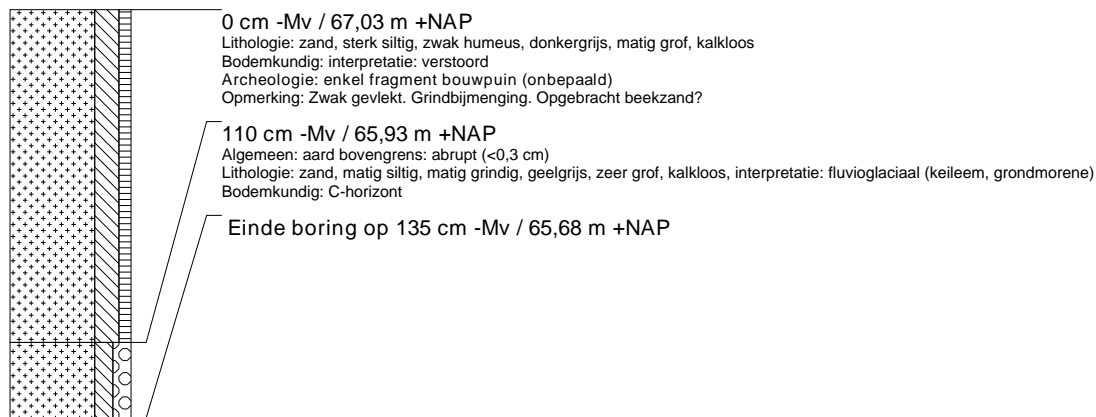 0 cm -Mv / 67,03 m +NAP
Lithologie: zand, sterk siltig, zwak humeus, donkergrijs, matig grof, kalkloos
Bodemkundig: interpretatie: verstoord
Archeologie: enkel fragment bouwpuin (onbepaald)
Opmerking: Zwak gevlekt. Grindbijmenging. Opgebracht beekzand?
110 cm -Mv / 65,93 m +NAP
Algemeen: aard bovengrens: abrupt (<0,3 cm)
Lithologie: zand, matig siltig, matig grindig, geelgrijs, zeer grof, kalkloos, interpretatie: fluvioglaciaal (keileem, grondmorene)
Bodemkundig: C-horizont
Einde boring op 135 cm -Mv / 65,68 m +NAP